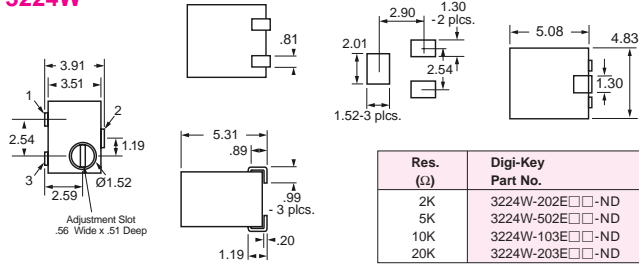 3224W
3.91
3.51
1
2
2.54
1.19
3
2.59
Ø1.52
Adjustment Slot
.56 Wide x .51 Deep
.81
5.31
.89
.99
- 3 plcs.
.20
1.19
2.90
1.30
-2 plcs.
2.01
2.54
1.52-3 plcs.
5.08
4.83
1.30
Res.
(Ω)
Digi-Key
Part No.
2K 3224W-202E□□-ND
5K 3224W-502E□□-ND
10K 3224W-103E□□-ND
20K 3224W-203E□□-ND